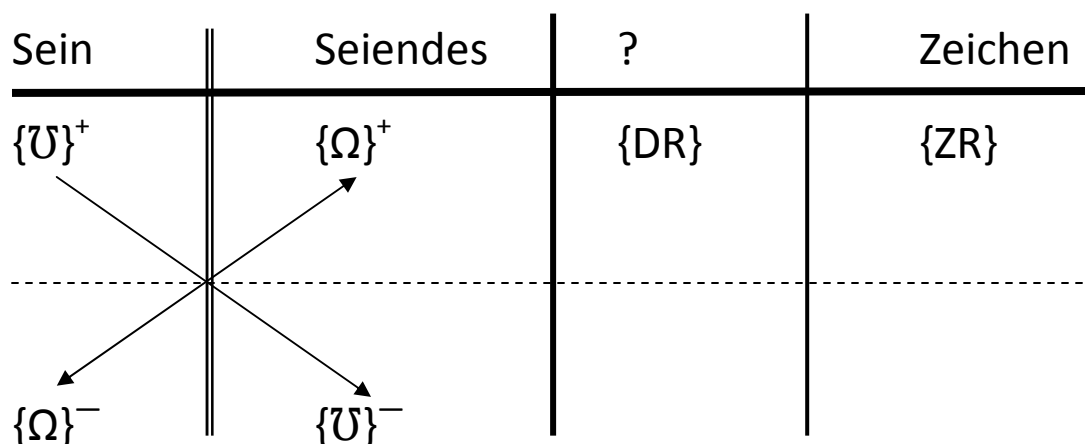 Sein Seiendes ? Zeichen
{℧}⁺ {Ω}⁺ {DR} {ZR}
{Ω}⁻ {℧}⁻